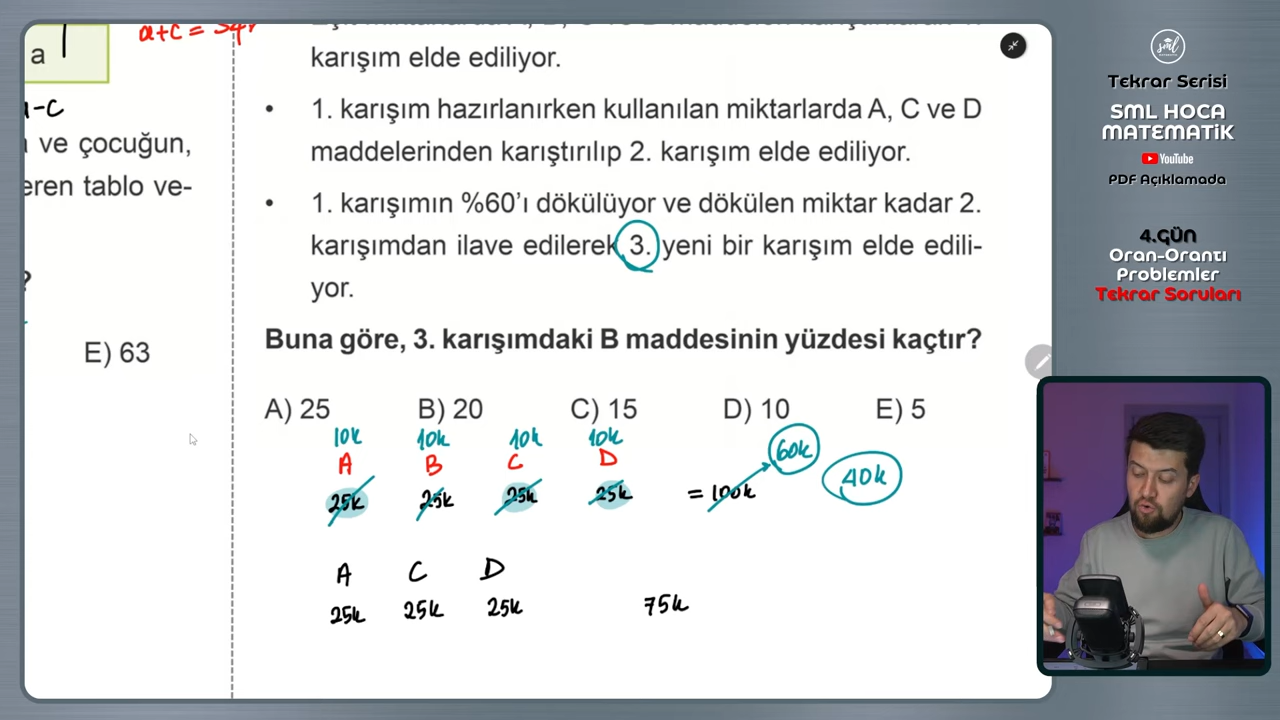 a
a+c =
karışım elde ediliyor.
-c
• 1. karışım hazırlanırken kullanılan miktarlarda A, C ve D
maddelerinden karıştırılıp 2. karışım elde ediliyor.
ve çocuğun,
eren tablo ve-
• 1. karışımın %60'ı dökülüyor ve dökülen miktar kadar 2.
karışımdan ilave edilerek 3. yeni bir karışım elde edili-
yor.
?
Buna göre, 3. karışımdaki B maddesinin yüzdesi kaçtır?
E) 63
A) 25 B) 20 C) 15 D) 10 E) 5
10k 10k 10k 10k
A B C D
60k
40k
25k 25k 25k 25k = 100k
A C D
25k 25k 25k 75k
sml
Tekrar Serisi
SML HOCA
MATEMATİK
YouTube
PDF Açıklamada
4.GÜN
Oran-Orantı
Problemler
Tekrar Soruları